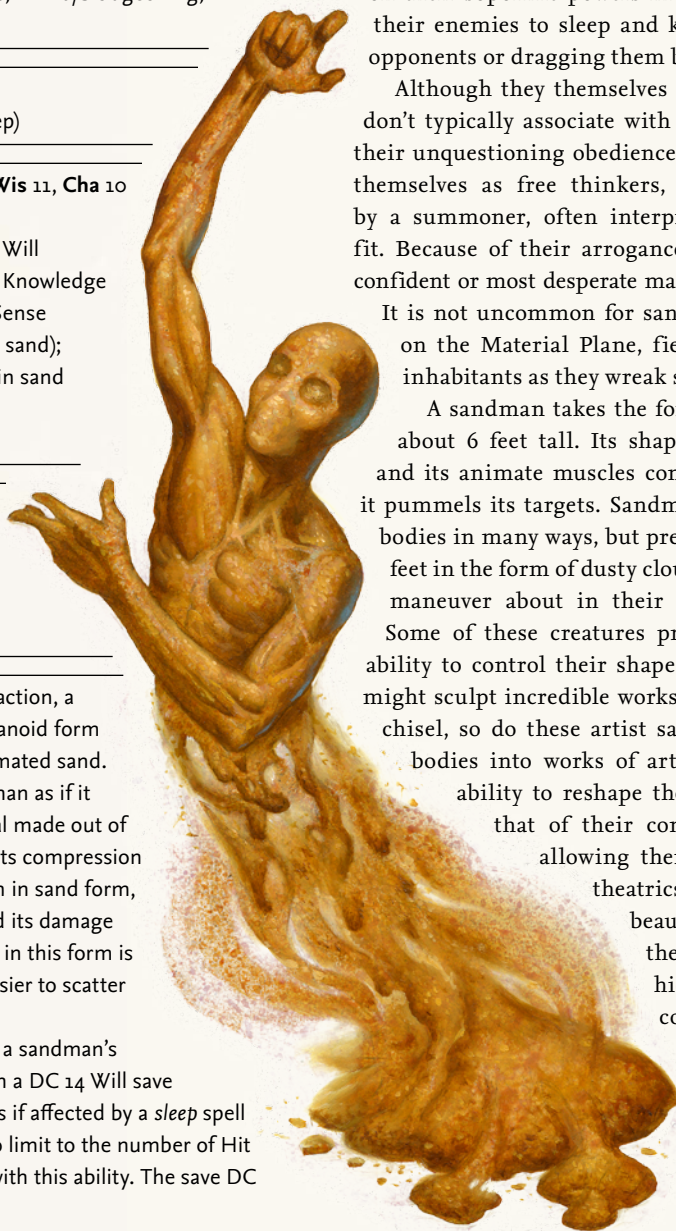 ep)
Wis 11, Cha 10
Will
Knowledge
Sense
sand);
in sand
action, a
anoid form
mated sand.
man as if it
al made out of
its compression
n in sand form,
d its damage
in this form is
sier to scatter
a sandman's
n a DC 14 Will save
s if affected by a sleep spell
o limit to the number of Hit
with this ability. The save DC
their enemies to sleep and k
opponents or dragging them b
Although they themselves
don't typically associate with
their unquestioning obedience
themselves as free thinkers,
by a summoner, often interp
fit. Because of their arrogance
confident or most desperate ma
It is not uncommon for san
on the Material Plane, fie
inhabitants as they wreak s
A sandman takes the fo
about 6 feet tall. Its shap
and its animate muscles con
it pummels its targets. Sandm
bodies in many ways, but pre
feet in the form of dusty clou
maneuver about in their
Some of these creatures pr
ability to control their shape
might sculpt incredible works
chisel, so do these artist sa
bodies into works of art
ability to reshape the
that of their con
allowing the
theatrics
beau
the
hi
co